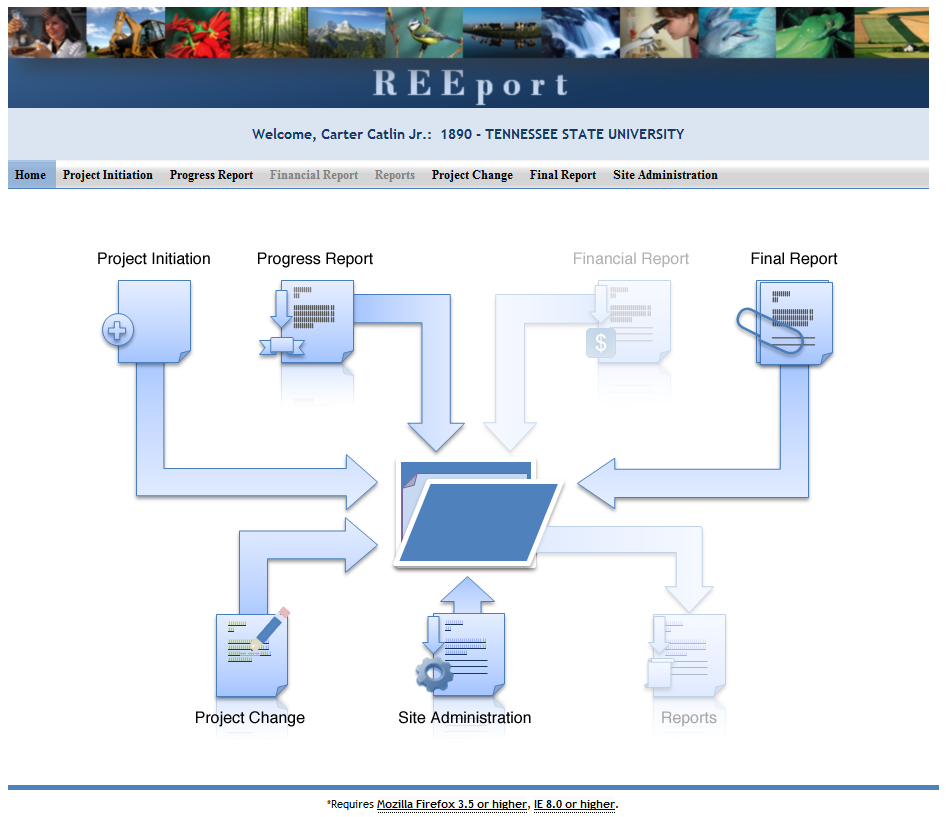 REEport
Welcome, Carter Catlin Jr.: 1890 - TENNESSEE STATE UNIVERSITY
Home Project Initiation Progress Report Financial Report Reports Project Change Final Report Site Administration
Project Initiation Progress Report Financial Report Final Report
$
Project Change Site Administration Reports
*Requires Mozilla Firefox 3.5 or higher, IE 8.0 or higher.